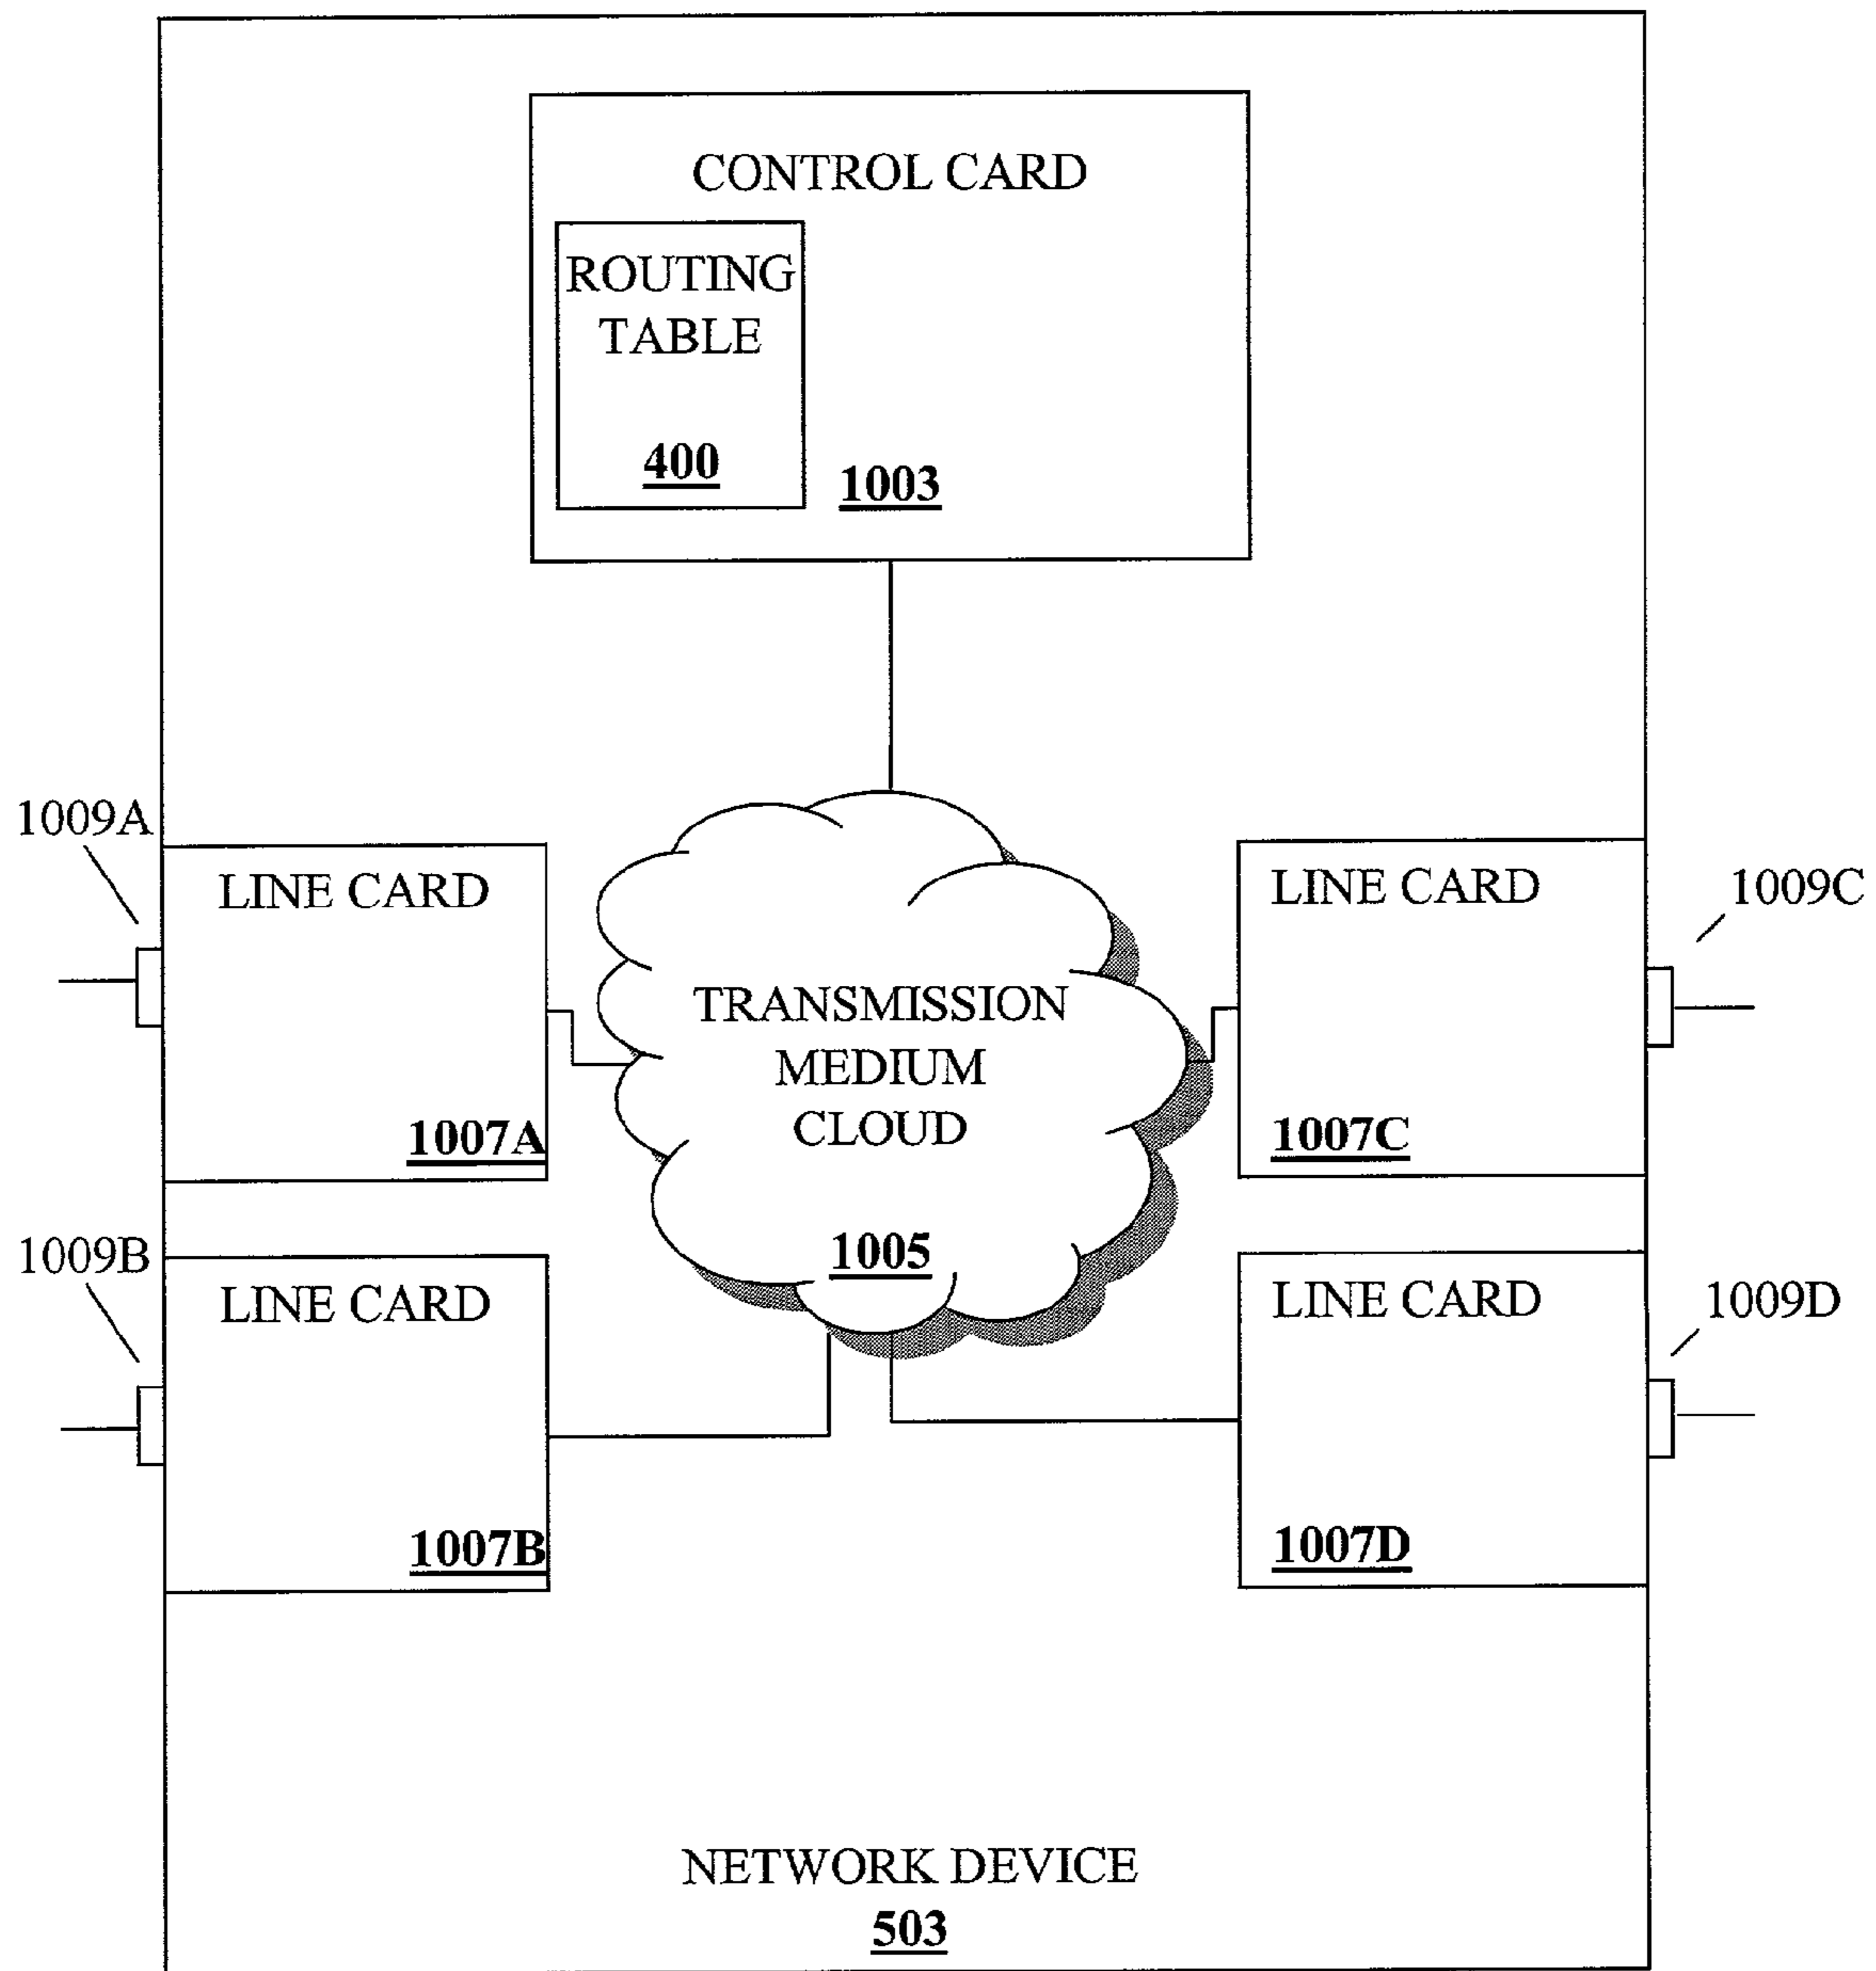 CONTROL CARD
ROUTING
TABLE
400
1003
1009A
LINE CARD
1007A
1009B
LINE CARD
1007B
TRANSMISSION
MEDIUM
CLOUD
1005
LINE CARD
1009C
1007C
LINE CARD
1009D
1007D
NETWORK DEVICE
503